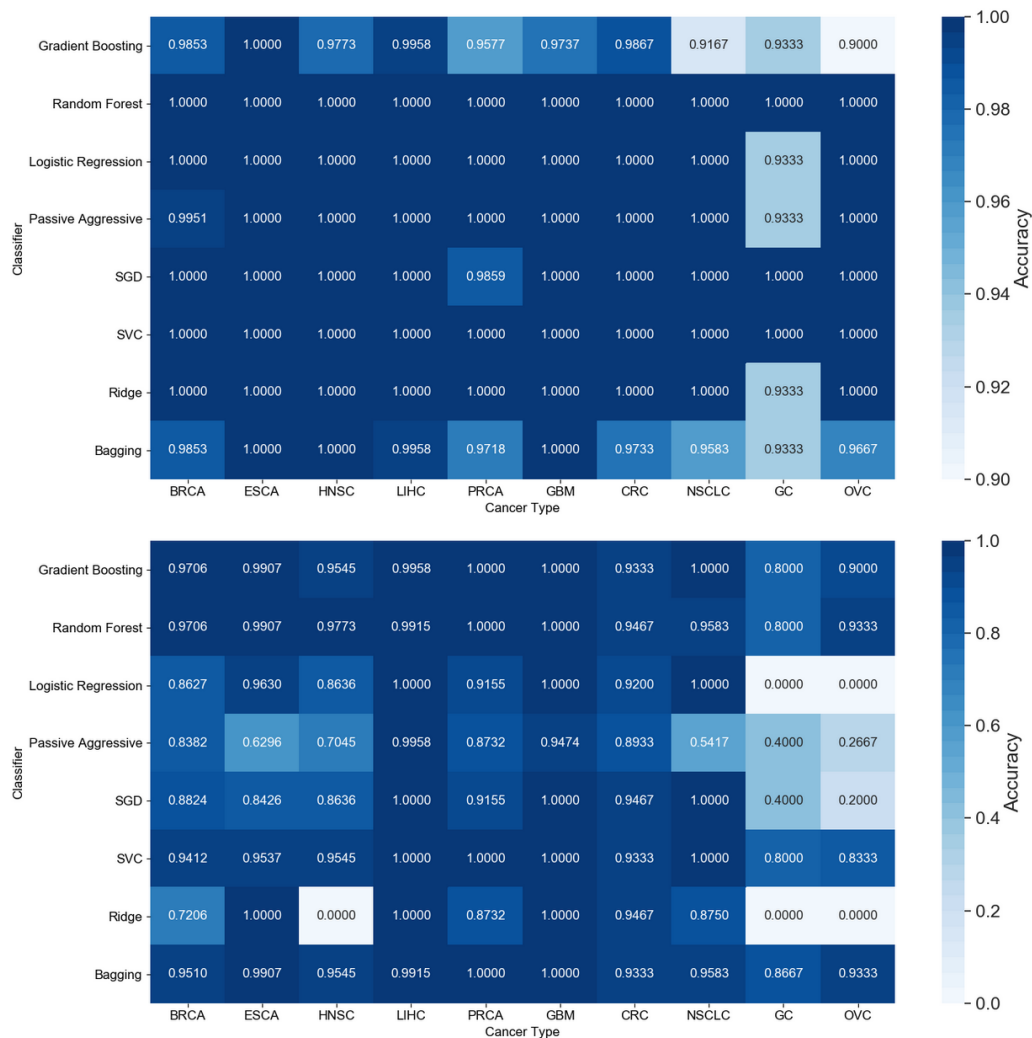 Gradient Boosting 0.9853 1.0000 0.9773 0.9958 0.9577 0.9737 0.9867 0.9167 0.9333 0.9000
Random Forest 1.0000 1.0000 1.0000 1.0000 1.0000 1.0000 1.0000 1.0000 1.0000 1.0000
Logistic Regression 1.0000 1.0000 1.0000 1.0000 1.0000 1.0000 1.0000 1.0000 0.9333 1.0000
Passive Aggressive 0.9951 1.0000 1.0000 1.0000 1.0000 1.0000 1.0000 1.0000 0.9333 1.0000
SGD 1.0000 1.0000 1.0000 1.0000 0.9859 1.0000 1.0000 1.0000 1.0000 1.0000
SVC 1.0000 1.0000 1.0000 1.0000 1.0000 1.0000 1.0000 1.0000 1.0000 1.0000
Ridge 1.0000 1.0000 1.0000 1.0000 1.0000 1.0000 1.0000 1.0000 0.9333 1.0000
Bagging 0.9853 1.0000 1.0000 0.9958 0.9718 1.0000 0.9733 0.9583 0.9333 0.9667
BRCA ESCA HNSC LIHC PRCA GBM CRC NSCLC GC OVC
Cancer Type
Classifier
1.00
0.98
0.96
0.94
0.92
0.90
Accuracy
Gradient Boosting 0.9706 0.9907 0.9545 0.9958 1.0000 1.0000 0.9333 1.0000 0.8000 0.9000
Random Forest 0.9706 0.9907 0.9773 0.9915 1.0000 1.0000 0.9467 0.9583 0.8000 0.9333
Logistic Regression 0.8627 0.9630 0.8636 1.0000 0.9155 1.0000 0.9200 1.0000 0.0000 0.0000
Passive Aggressive 0.8382 0.6296 0.7045 0.9958 0.8732 0.9474 0.8933 0.5417 0.4000 0.2667
SGD 0.8824 0.8426 0.8636 1.0000 0.9155 1.0000 0.9467 1.0000 0.4000 0.2000
SVC 0.9412 0.9537 0.9545 1.0000 1.0000 1.0000 0.9333 1.0000 0.8000 0.8333
Ridge 0.7206 1.0000 0.0000 1.0000 0.8732 1.0000 0.9467 0.8750 0.0000 0.0000
Bagging 0.9510 0.9907 0.9545 0.9915 1.0000 1.0000 0.9333 0.9583 0.8667 0.9333
BRCA ESCA HNSC LIHC PRCA GBM CRC NSCLC GC OVC
Cancer Type
Classifier
1.0
0.8
0.6
0.4
0.2
0.0
Accuracy